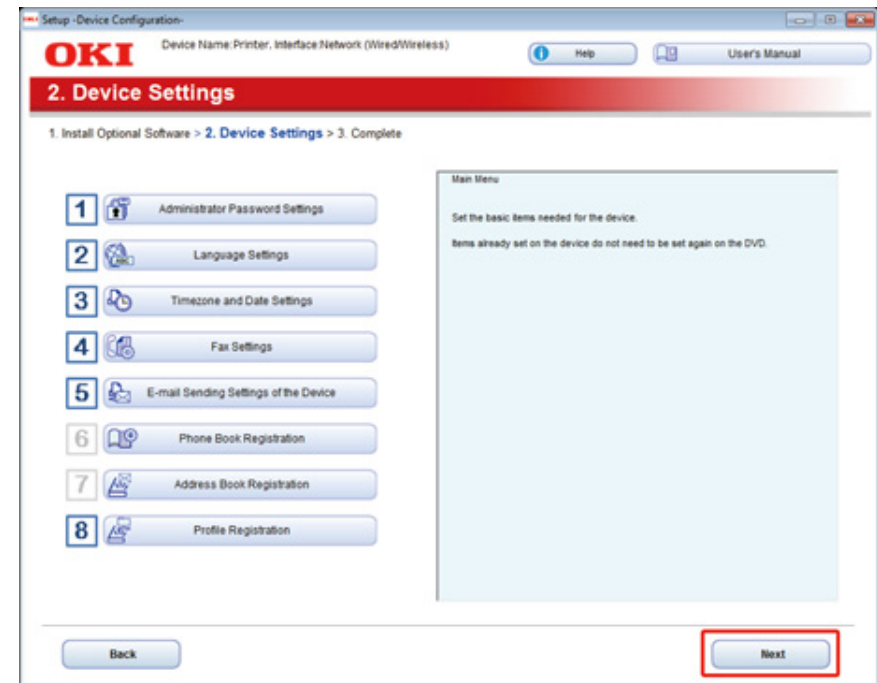 Setup -Device Configuration-
OKI
Device Name:Printer, Interface:Network (Wired/Wireless)
Help
User's Manual
2. Device Settings
1. Install Optional Software > 2. Device Settings > 3. Complete
1 Administrator Password Settings
2 Language Settings
3 Timezone and Date Settings
4 Fax Settings
5 E-mail Sending Settings of the Device
6 Phone Book Registration
7 Address Book Registration
8 Profile Registration
Main Menu
Set the basic items needed for the device.
Items already set on the device do not need to be set again on the DVD.
Back
Next